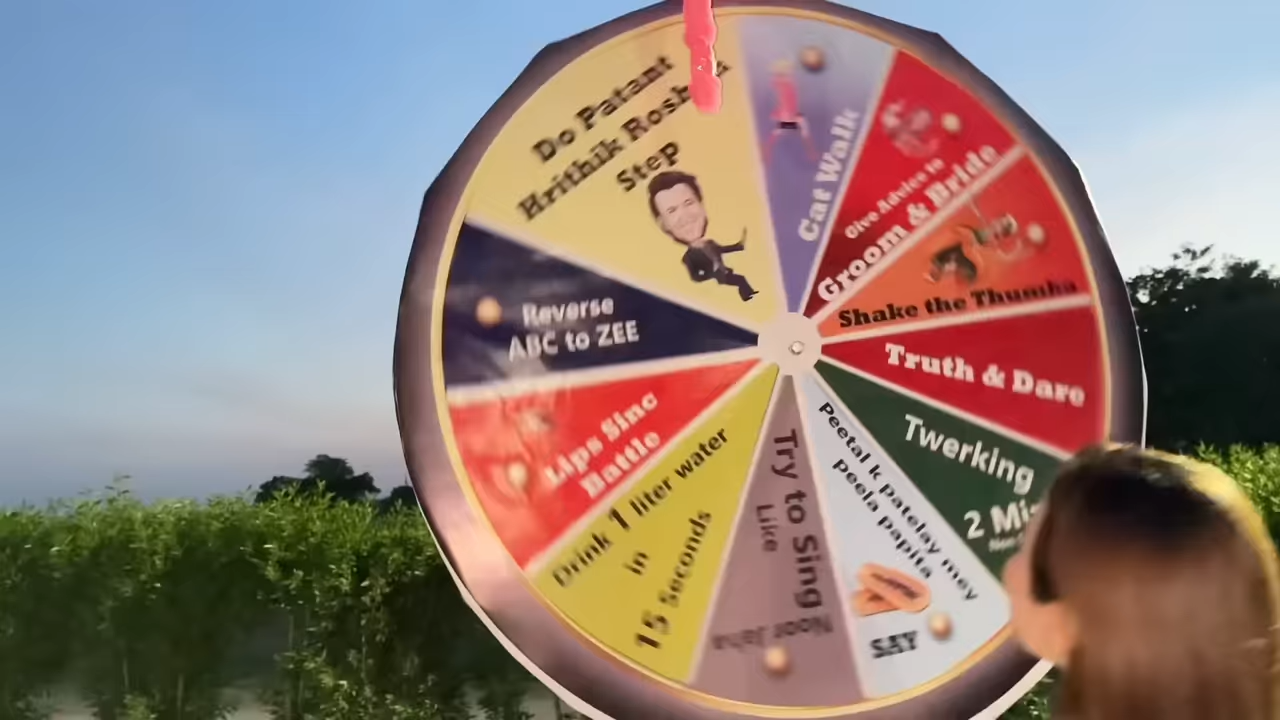 Do Patant
Hrithik Rosh
Step
Cat Walk
Give Advice to
Groom & Bride
Shake the Thumka
Truth & Dare
Twerking
2 Mi
Peetal k patelay mey
peela papita
SAY
Try to Sing
Like
Noor Jaha
Drink 1 liter water
in
15 Seconds
Lips Sinc
Battle
Reverse
ABC to ZEE